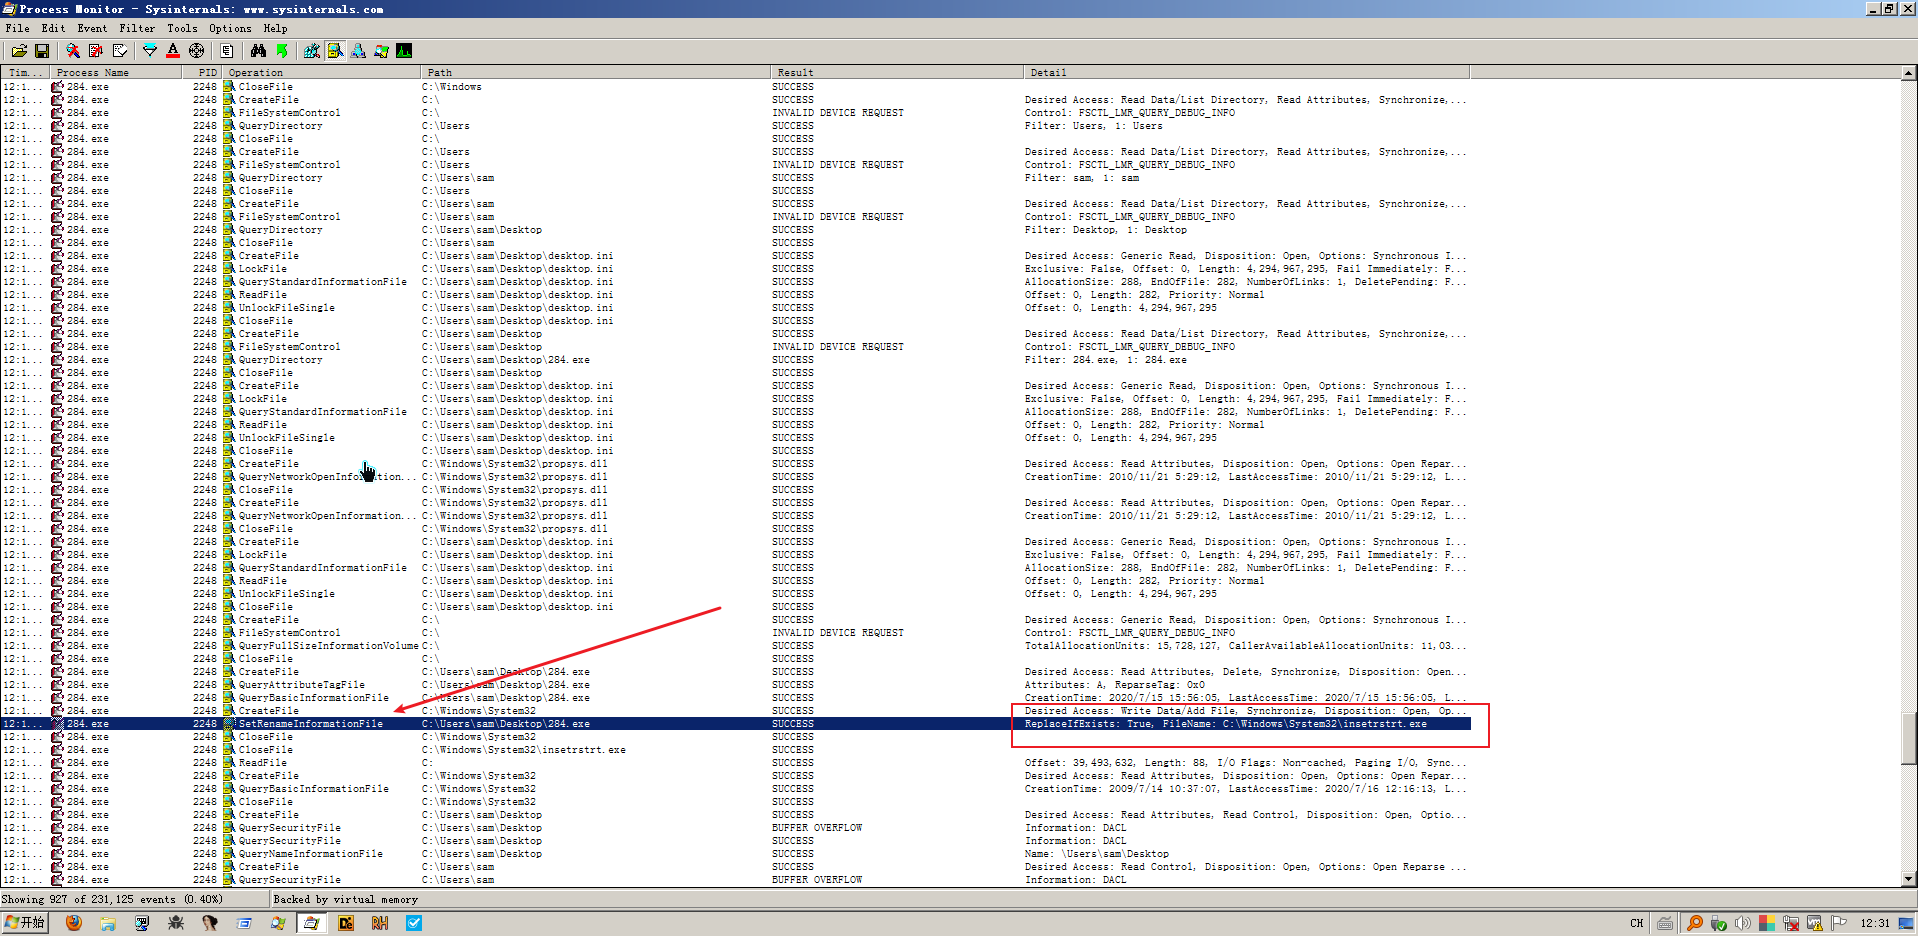 Process Monitor - Sysinternals: www.sysinternals.com
File Edit Event Filter Tools Options Help
Tim... Process Name PID Operation Path Result Detail
12:1... 284.exe 2248 CloseFile C:\Windows SUCCESS
12:1... 284.exe 2248 CreateFile C:\ SUCCESS Desired Access: Read Data/List Directory, Read Attributes, Synchronize,...
12:1... 284.exe 2248 FileSystemControl C:\ INVALID DEVICE REQUEST Control: FSCTL_LMR_QUERY_DEBUG_INFO
12:1... 284.exe 2248 QueryDirectory C:\Users SUCCESS Filter: Users, 1: Users
12:1... 284.exe 2248 CloseFile C:\ SUCCESS
12:1... 284.exe 2248 CreateFile C:\Users SUCCESS Desired Access: Read Data/List Directory, Read Attributes, Synchronize,...
12:1... 284.exe 2248 FileSystemControl C:\Users INVALID DEVICE REQUEST Control: FSCTL_LMR_QUERY_DEBUG_INFO
12:1... 284.exe 2248 QueryDirectory C:\Users\sam SUCCESS Filter: sam, 1: sam
12:1... 284.exe 2248 CloseFile C:\Users SUCCESS
12:1... 284.exe 2248 CreateFile C:\Users\sam SUCCESS Desired Access: Read Data/List Directory, Read Attributes, Synchronize,...
12:1... 284.exe 2248 FileSystemControl C:\Users\sam INVALID DEVICE REQUEST Control: FSCTL_LMR_QUERY_DEBUG_INFO
12:1... 284.exe 2248 QueryDirectory C:\Users\sam\Desktop SUCCESS Filter: Desktop, 1: Desktop
12:1... 284.exe 2248 CloseFile C:\Users\sam SUCCESS
12:1... 284.exe 2248 CreateFile C:\Users\sam\Desktop\desktop.ini SUCCESS Desired Access: Generic Read, Disposition: Open, Options: Synchronous I...
12:1... 284.exe 2248 LockFile C:\Users\sam\Desktop\desktop.ini SUCCESS Exclusive: False, Offset: 0, Length: 4,294,967,295, Fail Immediately: F...
12:1... 284.exe 2248 QueryStandardInformationFile C:\Users\sam\Desktop\desktop.ini SUCCESS AllocationSize: 288, EndOfFile: 282, NumberOfLinks: 1, DeletePending: F...
12:1... 284.exe 2248 ReadFile C:\Users\sam\Desktop\desktop.ini SUCCESS Offset: 0, Length: 282, Priority: Normal
12:1... 284.exe 2248 UnlockFileSingle C:\Users\sam\Desktop\desktop.ini SUCCESS Offset: 0, Length: 4,294,967,295
12:1... 284.exe 2248 CloseFile C:\Users\sam\Desktop\desktop.ini SUCCESS
12:1... 284.exe 2248 CreateFile C:\Users\sam\Desktop SUCCESS Desired Access: Read Data/List Directory, Read Attributes, Synchronize,...
12:1... 284.exe 2248 FileSystemControl C:\Users\sam\Desktop INVALID DEVICE REQUEST Control: FSCTL_LMR_QUERY_DEBUG_INFO
12:1... 284.exe 2248 QueryDirectory C:\Users\sam\Desktop\284.exe SUCCESS Filter: 284.exe, 1: 284.exe
12:1... 284.exe 2248 CloseFile C:\Users\sam\Desktop SUCCESS
12:1... 284.exe 2248 CreateFile C:\Users\sam\Desktop\desktop.ini SUCCESS Desired Access: Generic Read, Disposition: Open, Options: Synchronous I...
12:1... 284.exe 2248 LockFile C:\Users\sam\Desktop\desktop.ini SUCCESS Exclusive: False, Offset: 0, Length: 4,294,967,295, Fail Immediately: F...
12:1... 284.exe 2248 QueryStandardInformationFile C:\Users\sam\Desktop\desktop.ini SUCCESS AllocationSize: 288, EndOfFile: 282, NumberOfLinks: 1, DeletePending: F...
12:1... 284.exe 2248 ReadFile C:\Users\sam\Desktop\desktop.ini SUCCESS Offset: 0, Length: 282, Priority: Normal
12:1... 284.exe 2248 UnlockFileSingle C:\Users\sam\Desktop\desktop.ini SUCCESS Offset: 0, Length: 4,294,967,295
12:1... 284.exe 2248 CloseFile C:\Users\sam\Desktop\desktop.ini SUCCESS
12:1... 284.exe 2248 CreateFile C:\Windows\System32\propsys.dll SUCCESS Desired Access: Read Attributes, Disposition: Open, Options: Open Repar...
12:1... 284.exe 2248 QueryNetworkOpenInformation... C:\Windows\System32\propsys.dll SUCCESS CreationTime: 2010/11/21 5:29:12, LastAccessTime: 2010/11/21 5:29:12, L...
12:1... 284.exe 2248 CloseFile C:\Windows\System32\propsys.dll SUCCESS
12:1... 284.exe 2248 CreateFile C:\Windows\System32\propsys.dll SUCCESS Desired Access: Read Attributes, Disposition: Open, Options: Open Repar...
12:1... 284.exe 2248 QueryNetworkOpenInformation... C:\Windows\System32\propsys.dll SUCCESS CreationTime: 2010/11/21 5:29:12, LastAccessTime: 2010/11/21 5:29:12, L...
12:1... 284.exe 2248 CloseFile C:\Windows\System32\propsys.dll SUCCESS
12:1... 284.exe 2248 CreateFile C:\Users\sam\Desktop\desktop.ini SUCCESS Desired Access: Generic Read, Disposition: Open, Options: Synchronous I...
12:1... 284.exe 2248 LockFile C:\Users\sam\Desktop\desktop.ini SUCCESS Exclusive: False, Offset: 0, Length: 4,294,967,295, Fail Immediately: F...
12:1... 284.exe 2248 QueryStandardInformationFile C:\Users\sam\Desktop\desktop.ini SUCCESS AllocationSize: 288, EndOfFile: 282, NumberOfLinks: 1, DeletePending: F...
12:1... 284.exe 2248 ReadFile C:\Users\sam\Desktop\desktop.ini SUCCESS Offset: 0, Length: 282, Priority: Normal
12:1... 284.exe 2248 UnlockFileSingle C:\Users\sam\Desktop\desktop.ini SUCCESS Offset: 0, Length: 4,294,967,295
12:1... 284.exe 2248 CloseFile C:\Users\sam\Desktop\desktop.ini SUCCESS
12:1... 284.exe 2248 CreateFile C:\ SUCCESS Desired Access: Generic Read, Disposition: Open, Options: Synchronous I...
12:1... 284.exe 2248 FileSystemControl C:\ INVALID DEVICE REQUEST Control: FSCTL_LMR_QUERY_DEBUG_INFO
12:1... 284.exe 2248 QueryFullSizeInformationVolume C:\ SUCCESS TotalAllocationUnits: 15,728,127, CallerAvailableAllocationUnits: 11,03...
12:1... 284.exe 2248 CloseFile C:\ SUCCESS
12:1... 284.exe 2248 CreateFile C:\Users\sam\Desktop\284.exe SUCCESS Desired Access: Read Attributes, Delete, Synchronize, Disposition: Open...
12:1... 284.exe 2248 QueryAttributeTagFile C:\Users\sam\Desktop\284.exe SUCCESS Attributes: A, ReparseTag: 0x0
12:1... 284.exe 2248 QueryBasicInformationFile C:\Users\sam\Desktop\284.exe SUCCESS CreationTime: 2020/7/15 15:56:05, LastAccessTime: 2020/7/15 15:56:05, L...
12:1... 284.exe 2248 CreateFile C:\Windows\System32 SUCCESS Desired Access: Write Data/Add File, Synchronize, Disposition: Open, Op...
12:1... 284.exe 2248 SetRenameInformationFile C:\Users\sam\Desktop\284.exe SUCCESS ReplaceIfExists: True, FileName: C:\Windows\System32\insetrstrt.exe
12:1... 284.exe 2248 CloseFile C:\Windows\System32 SUCCESS
12:1... 284.exe 2248 CloseFile C:\Windows\System32\insetrstrt.exe SUCCESS
12:1... 284.exe 2248 ReadFile C: SUCCESS Offset: 39,493,632, Length: 88, I/O Flags: Non-cached, Paging I/O, Sync...
12:1... 284.exe 2248 CreateFile C:\Windows\System32 SUCCESS Desired Access: Read Attributes, Disposition: Open, Options: Open Repar...
12:1... 284.exe 2248 QueryBasicInformationFile C:\Windows\System32 SUCCESS CreationTime: 2009/7/14 10:37:07, LastAccessTime: 2020/7/16 12:16:13, L...
12:1... 284.exe 2248 CloseFile C:\Windows\System32 SUCCESS
12:1... 284.exe 2248 CreateFile C:\Users\sam\Desktop SUCCESS Desired Access: Read Attributes, Read Control, Disposition: Open, Optio...
12:1... 284.exe 2248 QuerySecurityFile C:\Users\sam\Desktop BUFFER OVERFLOW Information: DACL
12:1... 284.exe 2248 QuerySecurityFile C:\Users\sam\Desktop SUCCESS Information: DACL
12:1... 284.exe 2248 QueryNameInformationFile C:\Users\sam\Desktop SUCCESS Name: \Users\sam\Desktop
12:1... 284.exe 2248 CreateFile C:\Users\sam SUCCESS Desired Access: Read Control, Disposition: Open, Options: Open Reparse ...
12:1... 284.exe 2248 QuerySecurityFile C:\Users\sam BUFFER OVERFLOW Information: DACL
Showing 927 of 231,125 events (0.40%) Backed by virtual memory
开始 De RH CH 12:31